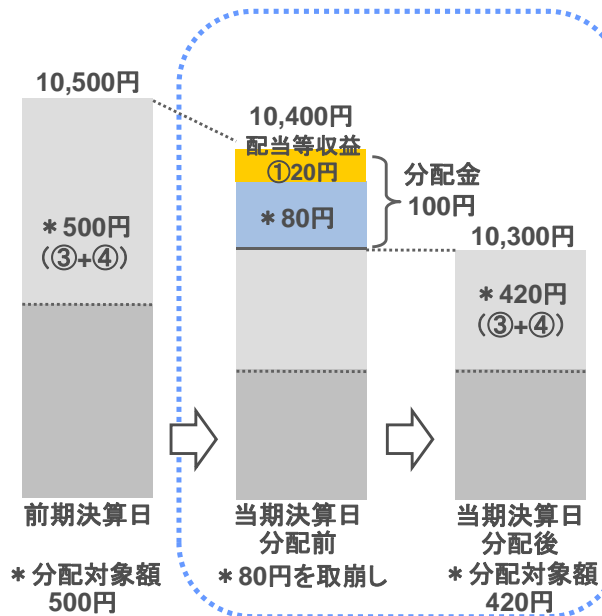 10,500円
＊500円
（③+④）
前期決算日
＊分配対象額
500円
10,400円
配当等収益
①20円
＊80円
分配金
100円
当期決算日
分配前
＊80円を取崩し
10,300円
＊420円
（③+④）
当期決算日
分配後
＊分配対象額
420円